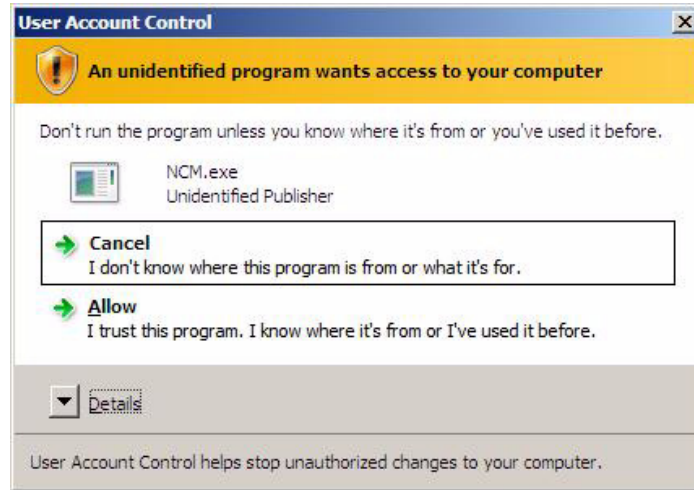 User Account Control
An unidentified program wants access to your computer
Don't run the program unless you know where it's from or you've used it before.
NCM.exe
Unidentified Publisher
Cancel
I don't know where this program is from or what it's for.
Allow
I trust this program. I know where it's from or I've used it before.
Details
User Account Control helps stop unauthorized changes to your computer.